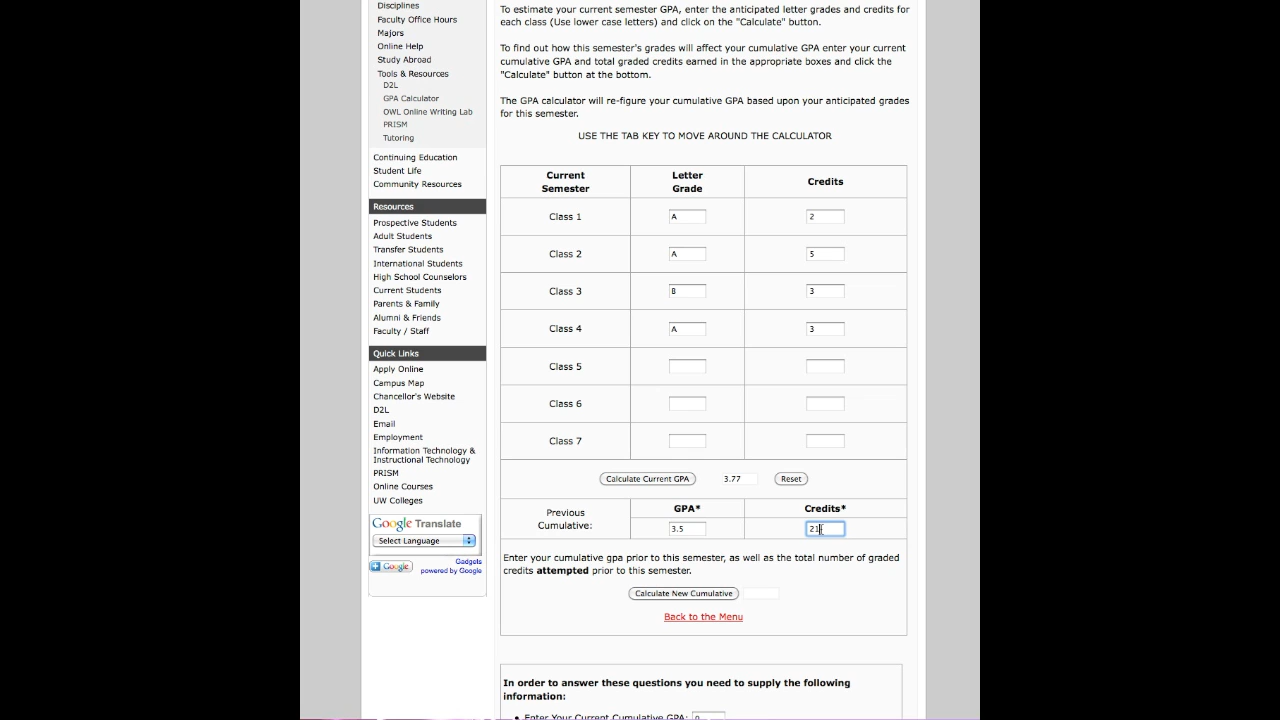 Disciplines
Faculty Office Hours
Majors
Online Help
Study Abroad
Tools & Resources
D2L
GPA Calculator
OWL Online Writing Lab
PRISM
Tutoring
Continuing Education
Student Life
Community Resources
Resources
Prospective Students
Adult Students
Transfer Students
International Students
High School Counselors
Current Students
Parents & Family
Alumni & Friends
Faculty / Staff
Quick Links
Apply Online
Campus Map
Chancellor's Website
D2L
Email
Employment
Information Technology &
Instructional Technology
PRISM
Online Courses
UW Colleges
Google Translate
Select Language
Google
Gadgets
powered by Google
To estimate your current semester GPA, enter the anticipated letter grades and credits for
each class (Use lower case letters) and click on the "Calculate" button.
To find out how this semester's grades will affect your cumulative GPA enter your current
cumulative GPA and total graded credits earned in the appropriate boxes and click the
"Calculate" button at the bottom.
The GPA calculator will re-figure your cumulative GPA based upon your anticipated grades
for this semester.
USE THE TAB KEY TO MOVE AROUND THE CALCULATOR
Current
Semester
Letter
Grade
Credits
Class 1 A 2
Class 2 A 5
Class 3 B 3
Class 4 A 3
Class 5
Class 6
Class 7
Calculate Current GPA 3.77 Reset
Previous
Cumulative:
GPA* Credits*
3.5 21
Enter your cumulative gpa prior to this semester, as well as the total number of graded
credits attempted prior to this semester.
Calculate New Cumulative
Back to the Menu
In order to answer these questions you need to supply the following
information:
• Enter Your Current Cumulative GPA: 0